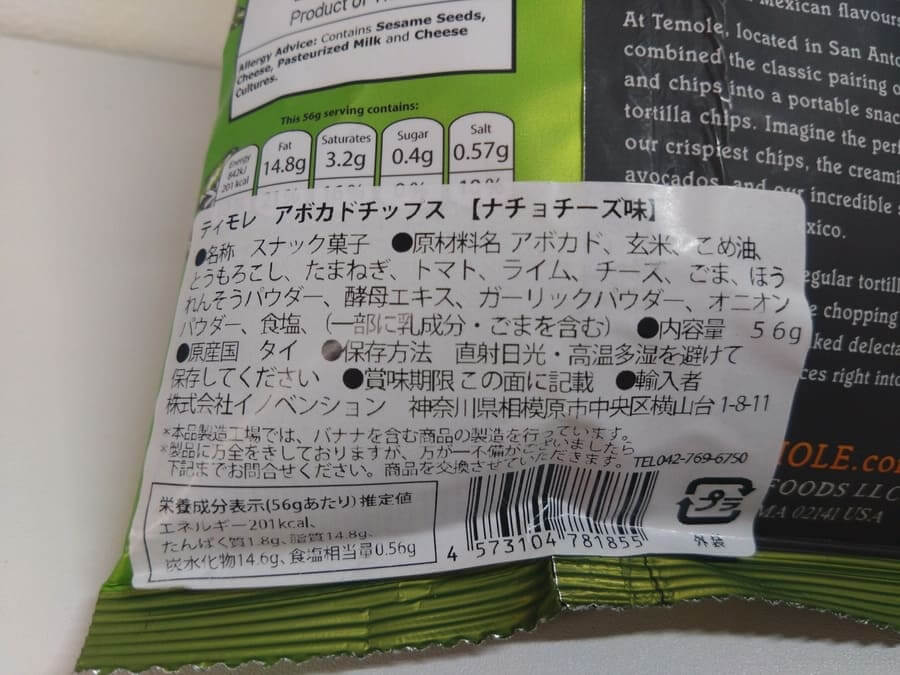 Product of
Allergy Advice: Contains Sesame Seeds,
Cheese, Pasteurized Milk and Cheese
Cultures.
This 56g serving contains:
Energy
842kJ
201 kcal
Fat
14.8g
Saturates
3.2g
Sugar
0.4g
Salt
0.57g
Mexican flavours
At Temole, located in San Anto
combined the classic pairing o
and chips into a portable snac
tortilla chips. Imagine the perf
our crispiest chips, the creami
avocados and our incredible
xico.
egular tortill
chopping
ked delecta
ces right into
OLE.co
FOODS LLC
MA 02141 USA
ティモレ アボカドチップス 【ナチョチーズ味】
●名称 スナック菓子 ●原材料名 アボカド、玄米、こめ油、
とうもろこし、たまねぎ、トマト、ライム、チーズ、ごま、ほう
れんそうパウダー、酵母エキス、ガーリックパウダー、オニオン
パウダー、食塩、(一部に乳成分・ごまを含む) ●内容量 56g
●原産国 タイ ●保存方法 直射日光・高温多湿を避けて
保存してください ●賞味期限 この面に記載 ●輸入者
株式会社イノベンション 神奈川県相模原市中央区横山台1-8-11
*本品製造工場では、バナナを含む商品の製造を行っています。
*製品に万全をきしておりますが、万が一不備がございましたら
下記までお問合せください。商品を交換させていただきます。 TEL042-769-6750
栄養成分表示(56gあたり)推定値
エネルギー201kcal、
たんぱく質1.8g、脂質14.8g、
炭水化物14.6g、食塩相当量0.56g
4 573104 781855
プラ
外装